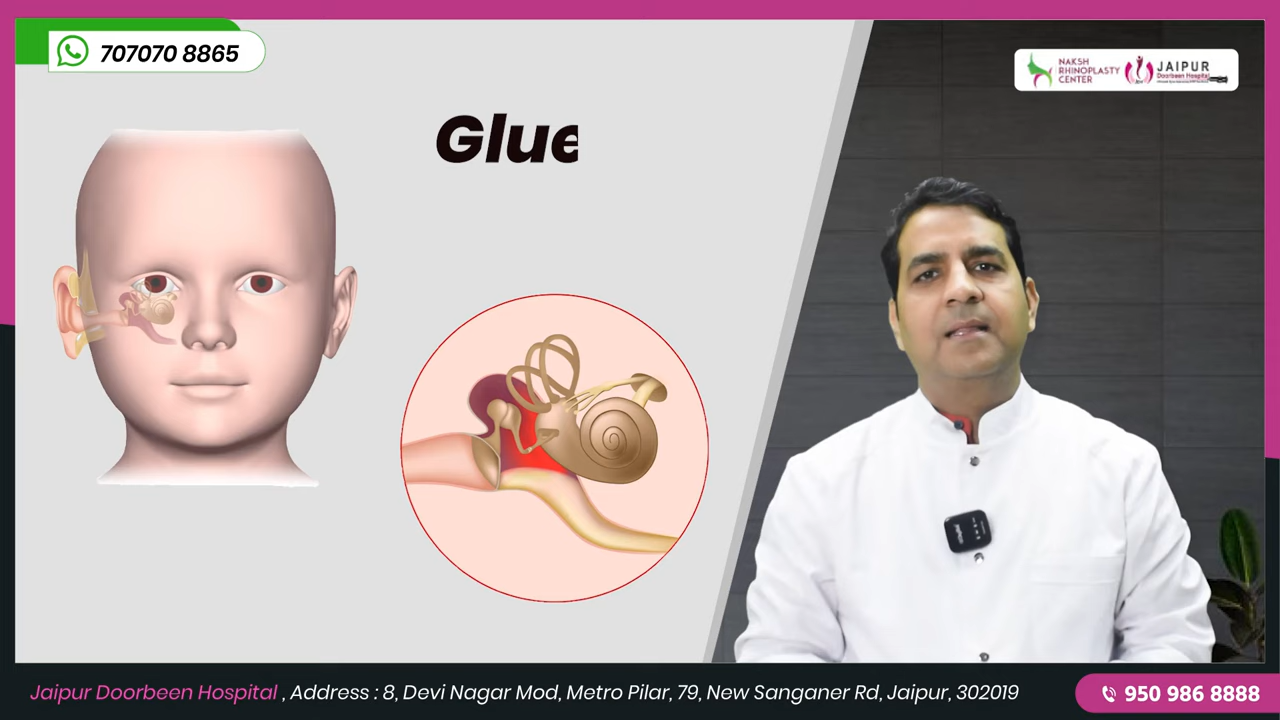 707070 8865
NAKSH
RHINOPLASTY
CENTER
JAIPUR
Doorbeen Hospital
Glue
Jaipur Doorbeen Hospital , Address : 8, Devi Nagar Mod, Metro Pilar, 79, New Sanganer Rd, Jaipur, 302019
950 986 8888